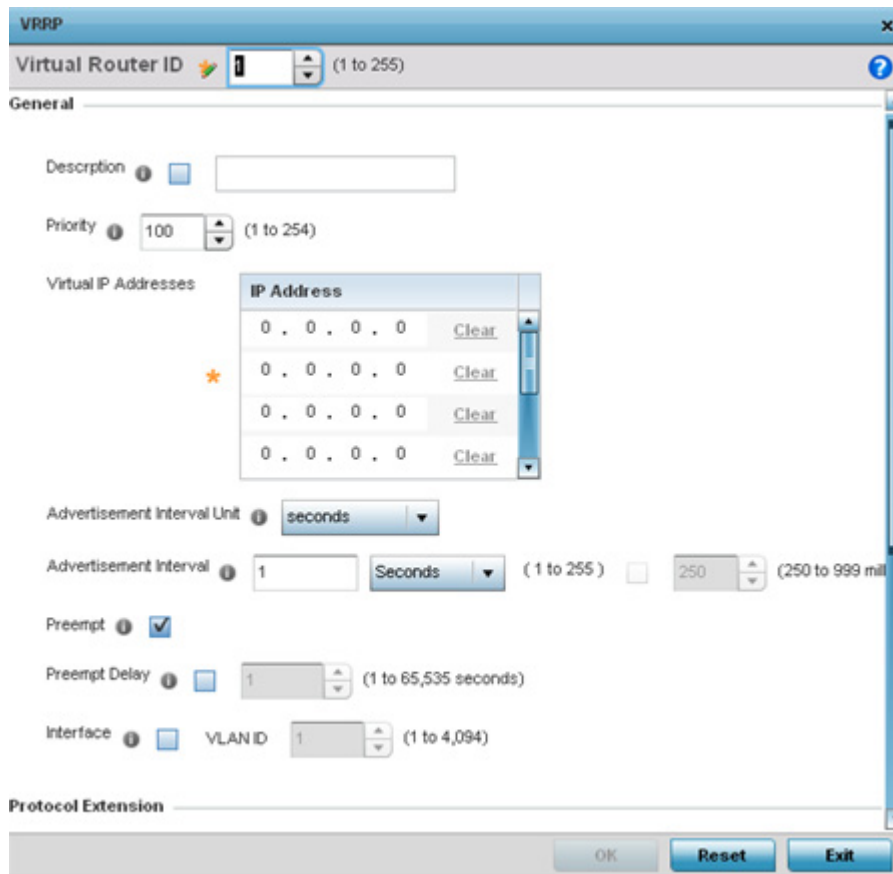 VRRP
Virtual Router ID 1 (1 to 255)
General
Descrption
Priority 100 (1 to 254)
Virtual IP Addresses
IP Address
0 . 0 . 0 . 0 Clear
0 . 0 . 0 . 0 Clear
0 . 0 . 0 . 0 Clear
0 . 0 . 0 . 0 Clear
Advertisement Interval Unit seconds
Advertisement Interval 1 Seconds ( 1 to 255 ) 250 (250 to 999 mill
Preempt
Preempt Delay 1 (1 to 65,535 seconds)
Interface VLAN ID 1 (1 to 4,094)
Protocol Extension
OK Reset Exit